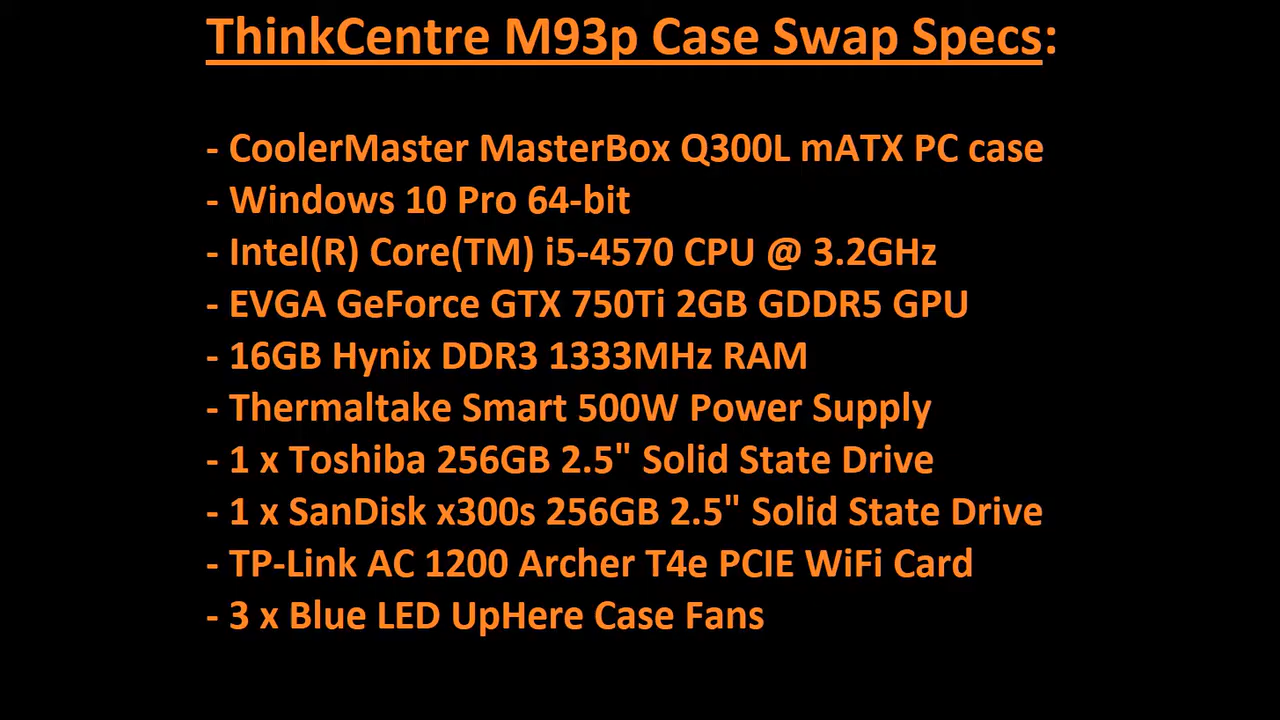 ThinkCentre M93p Case Swap Specs:
- CoolerMaster MasterBox Q300L mATX PC case
- Windows 10 Pro 64-bit
- Intel(R) Core(TM) i5-4570 CPU @ 3.2GHz
- EVGA GeForce GTX 750Ti 2GB GDDR5 GPU
- 16GB Hynix DDR3 1333MHz RAM
- Thermaltake Smart 500W Power Supply
- 1 x Toshiba 256GB 2.5" Solid State Drive
- 1 x SanDisk x300s 256GB 2.5" Solid State Drive
- TP-Link AC 1200 Archer T4e PCIE WiFi Card
- 3 x Blue LED UpHere Case Fans